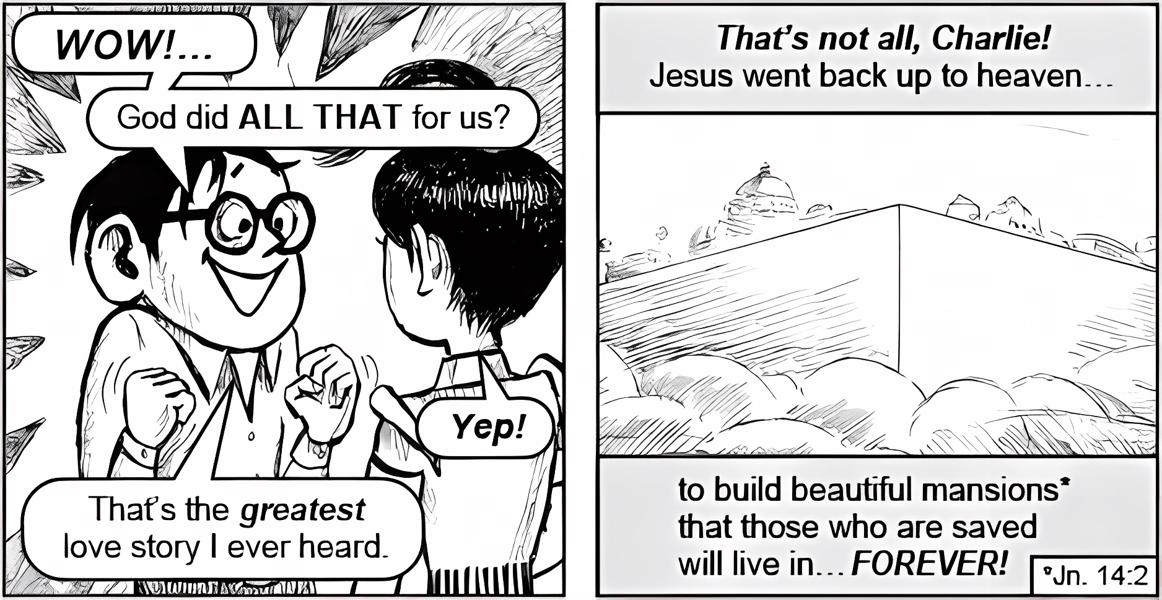 WOW!...
God did ALL THAT for us?
Yep!
That's the greatest
love story I ever heard.
That's not all, Charlie!
Jesus went back up to heaven...
to build beautiful mansions*
that those who are saved
will live in... FOREVER!
*Jn. 14:2